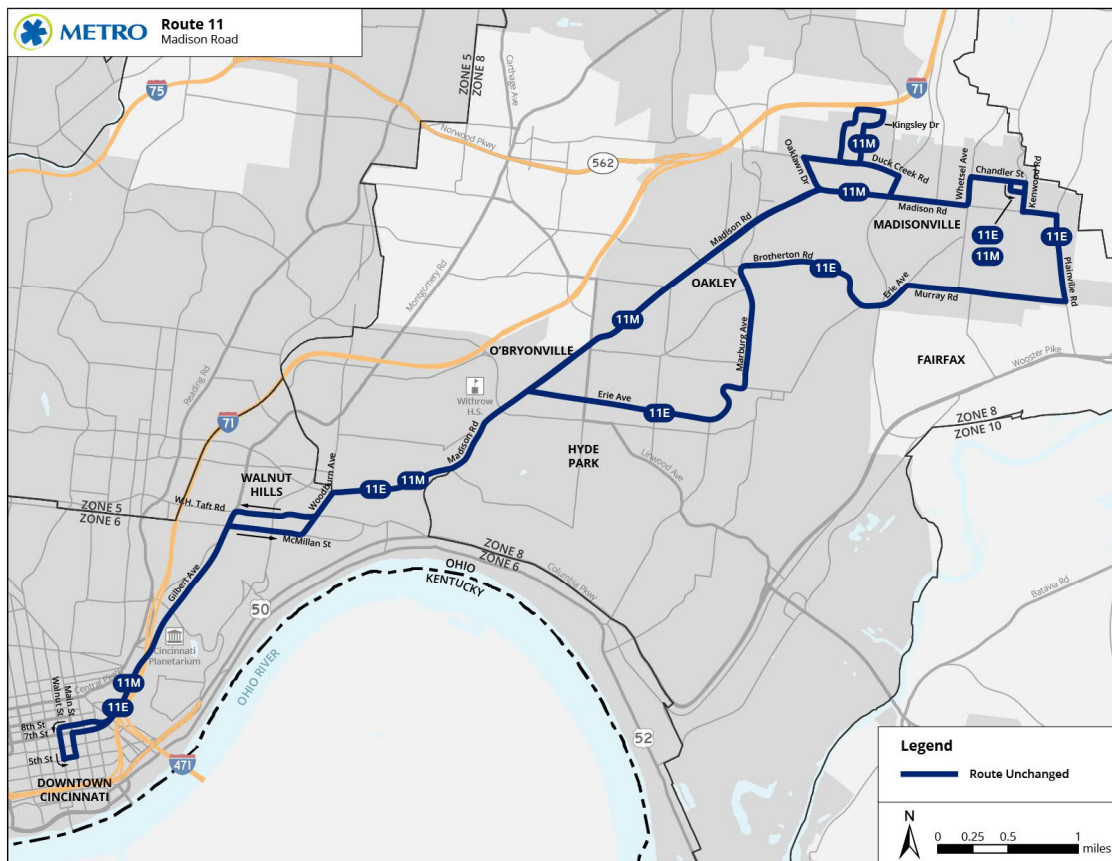 METRO
Route 11
Madison Road
75
ZONE 5
ZONE 8
Carthage Ave
Norwood Pkwy
562
71
Kingsley Dr
11M
Oaklawn Dr
Duck Creek Rd
11M
Madison Rd
Whetsel Ave
Chandler St
Kenwood Rd
MADISONVILLE
11E
11M
11E
Plainville Rd
Madison Rd
Brotherton Rd
11E
OAKLEY
Erie Ave
Murray Rd
Montgomery Rd
11M
O'BRYONVILLE
Marburg Ave
FAIRFAX
Wooster Pike
Reading Rd
Withrow
H.S.
Erie Ave
11E
71
Madison Rd
HYDE
PARK
Linwood Ave
ZONE 8
ZONE 10
WALNUT
HILLS
Woodburn Ave
11E
11M
W.H. Taft Rd
ZONE 5
ZONE 6
McMillan St
ZONE 8
ZONE 6
OHIO
KENTUCKY
Columbia Pkwy
Gilbert Ave
50
Batavia Rd
Cincinnati
Planetarium
OHIO RIVER
Central Pkwy
11M
11E
Main St
Walnut St
8th St
7th St
5th St
52
471
DOWNTOWN
CINCINNATI
Legend
Route Unchanged
N
0 0.25 0.5 1
miles